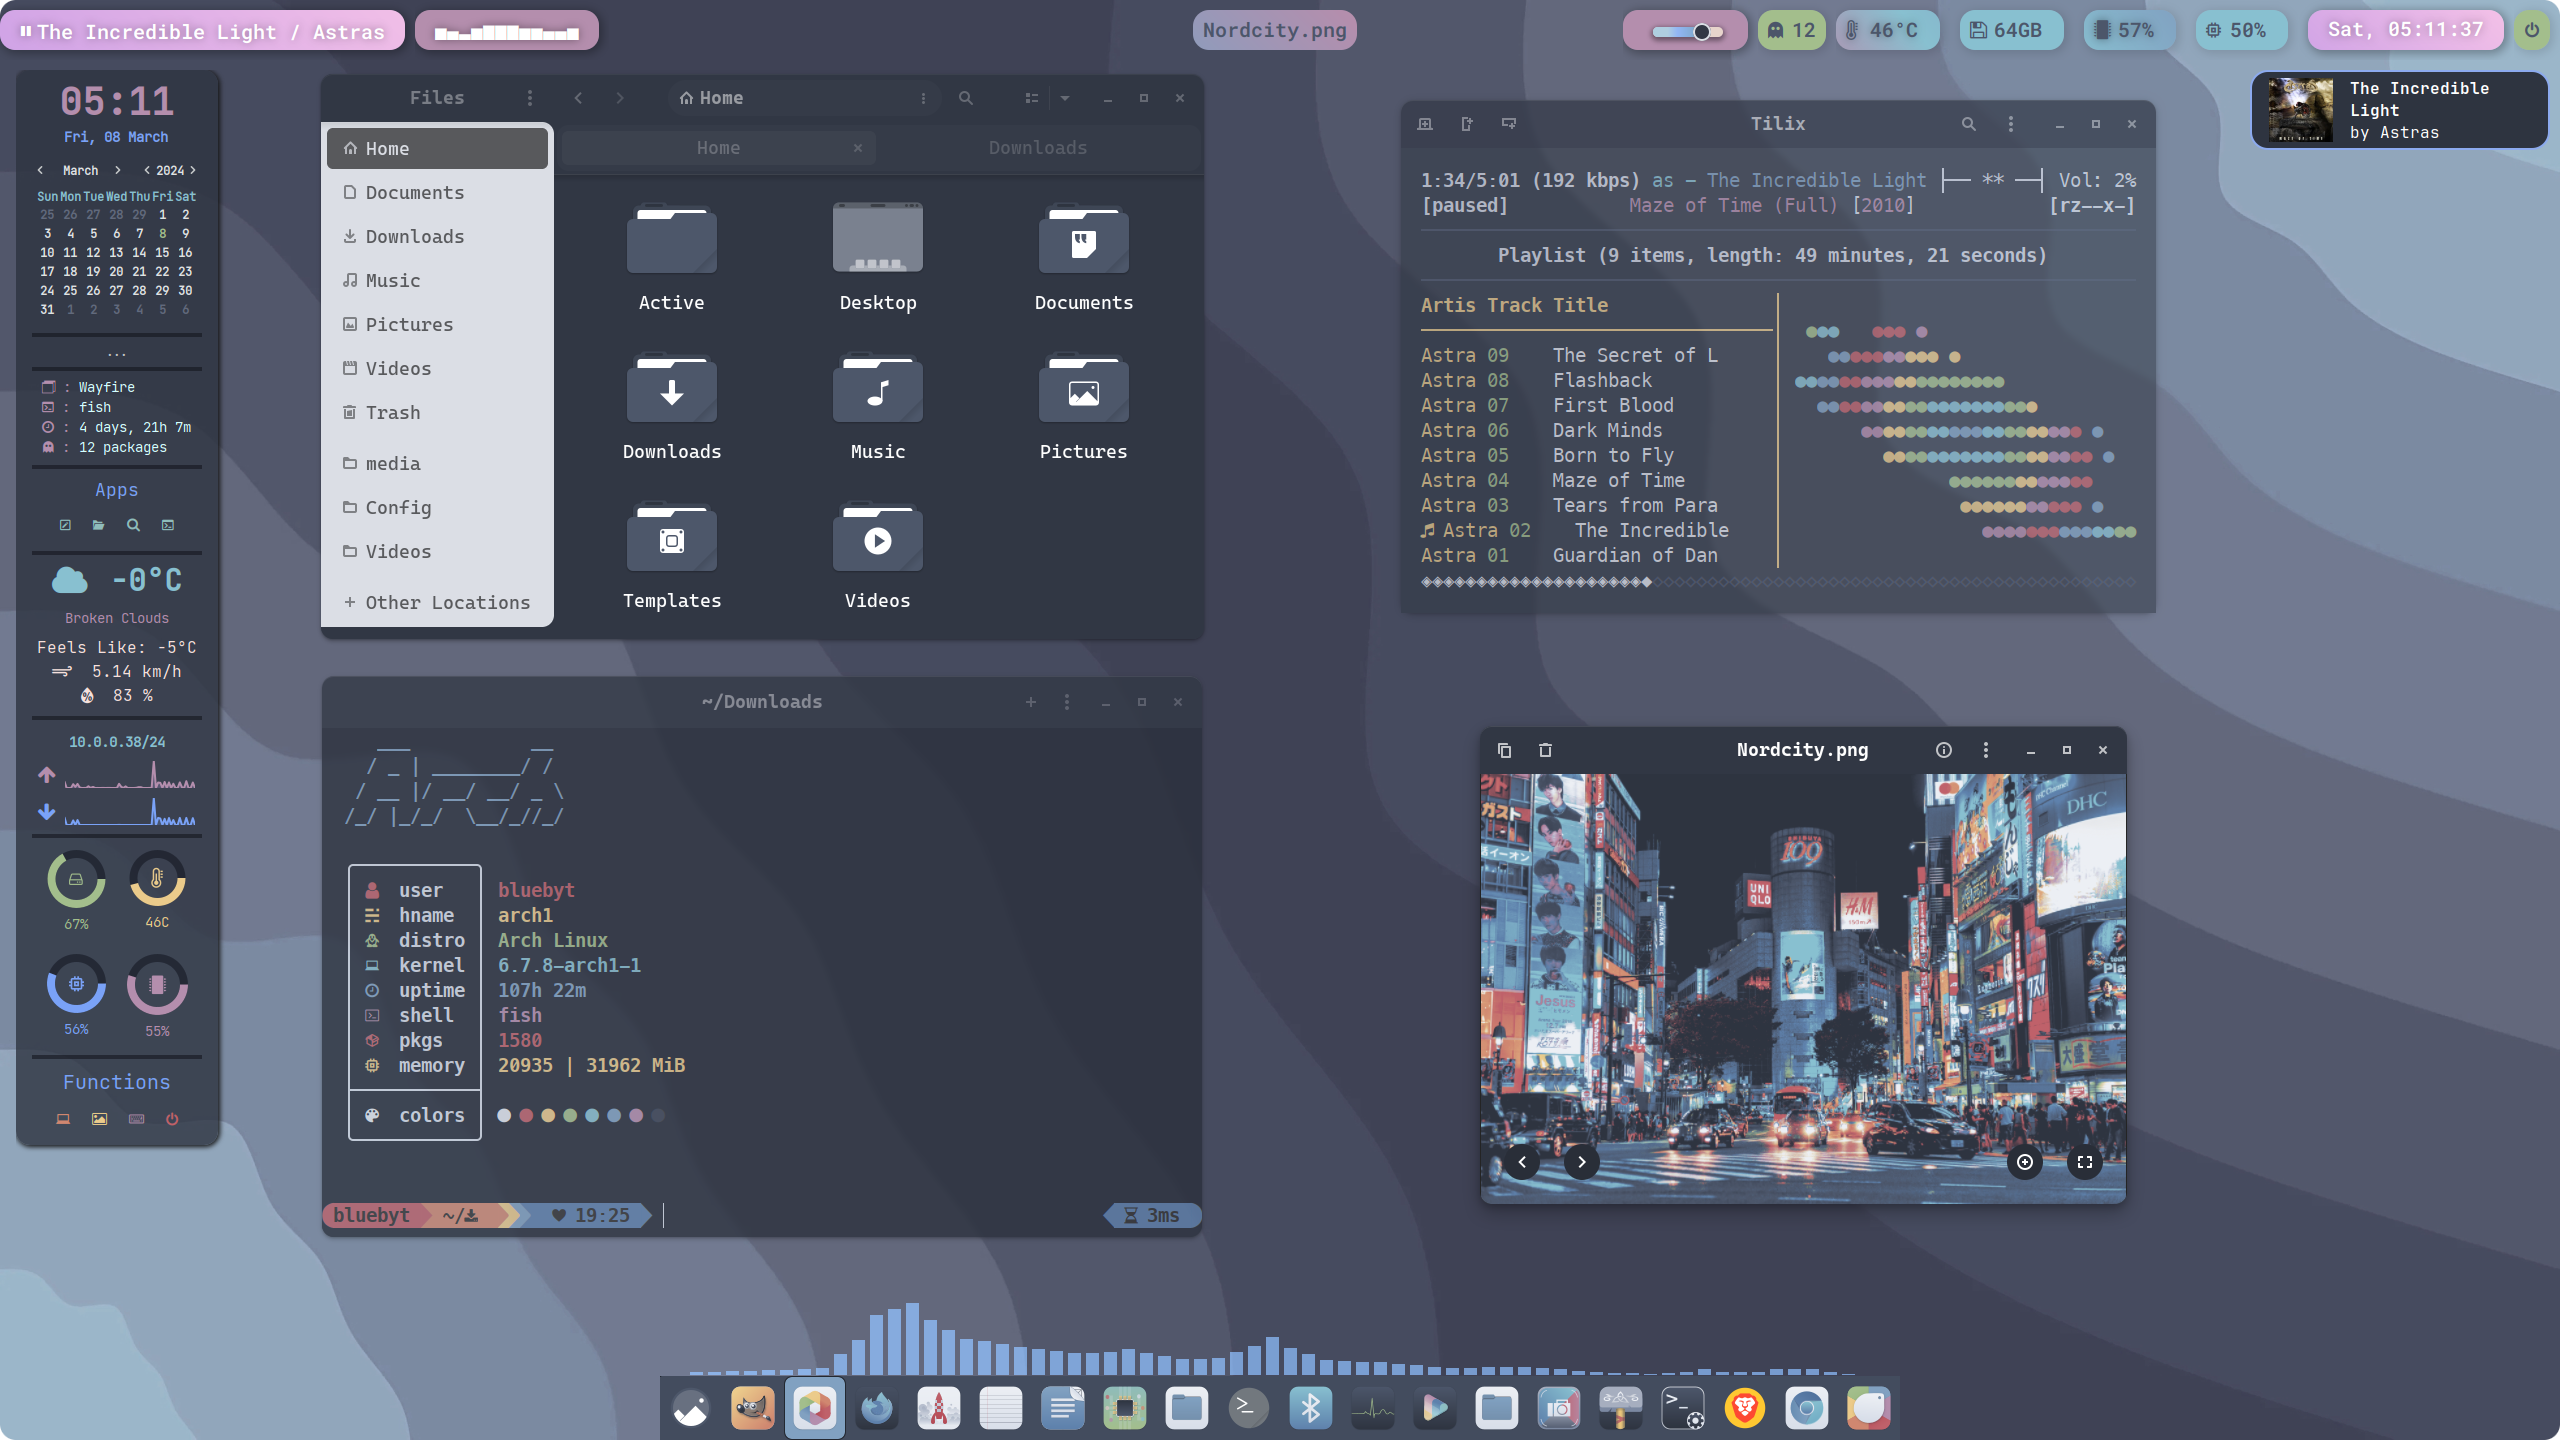 The Incredible Light / Astras
Nordcity.png
12
46°C
64GB
57%
50%
Sat, 05:11:37
The Incredible
Light
by Astras
05:11
Fri, 08 March
March 2024
Sun Mon Tue Wed Thu Fri Sat
25 26 27 28 29 1 2
3 4 5 6 7 8 9
10 11 12 13 14 15 16
17 18 19 20 21 22 23
24 25 26 27 28 29 30
31 1 2 3 4 5 6
...
: Wayfire
: fish
: 4 days, 21h 7m
: 12 packages
Apps
-0°C
Broken Clouds
Feels Like: -5°C
5.14 km/h
83 %
10.0.0.38/24
67%
46C
56%
55%
Functions
Files
Home
Home
Documents
Downloads
Music
Pictures
Videos
Trash
media
Config
Videos
Other Locations
Home
Downloads
Active
Desktop
Documents
Downloads
Music
Pictures
Templates
Videos
Tilix
1:34/5:01 (192 kbps) as - The Incredible Light ├── ** ──┤ Vol: 2%
[paused] Maze of Time (Full) [2010] [rz--x-]
Playlist (9 items, length: 49 minutes, 21 seconds)
Artis Track Title
Astra 09 The Secret of L
Astra 08 Flashback
Astra 07 First Blood
Astra 06 Dark Minds
Astra 05 Born to Fly
Astra 04 Maze of Time
Astra 03 Tears from Para
Astra 02 The Incredible
Astra 01 Guardian of Dan
~/Downloads
user bluebyt
hname arch1
distro Arch Linux
kernel 6.7.8-arch1-1
uptime 107h 22m
shell fish
pkgs 1580
memory 20935 | 31962 MiB
colors
bluebyt ~/ 19:25
3ms
Nordcity.png
DHC
SHIBUYA
109
UNI
QLO
H&M
Jesus